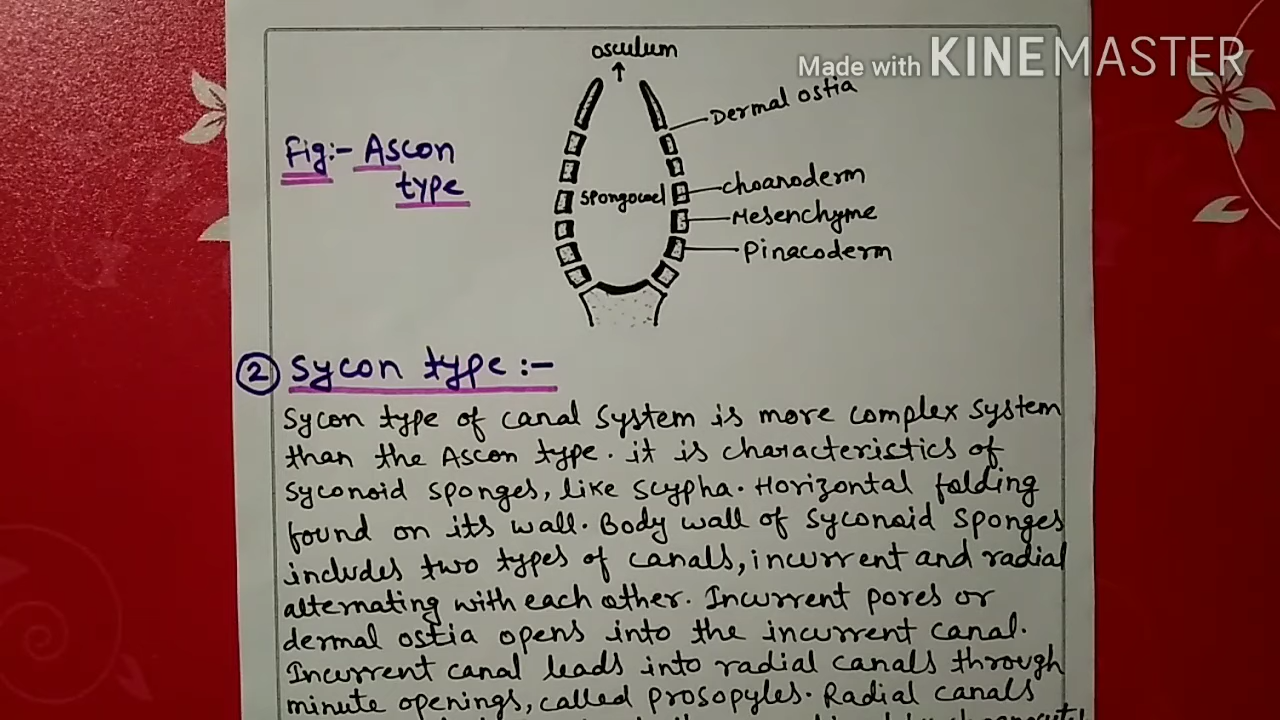 osculum
Made with KINEMASTER
Dermal ostia
Fig:- Ascon
type
Spongocoel
choanoderm
Mesenchyme
Pinacoderm
2 Sycon type :-
Sycon type of canal System is more complex System
than the Ascon type. it is characteristics of
Syconoid Sponges, like Scypha. Horizontal folding
found on its wall. Body wall of Syconoid Sponges
includes two types of canals, incurrent and radial
alternating with each other. Incurrent pores or
dermal ostia opens into the incurrent canal.
Incurrent canal leads into radial canals through
minute openings, called prosopyles. Radial canals